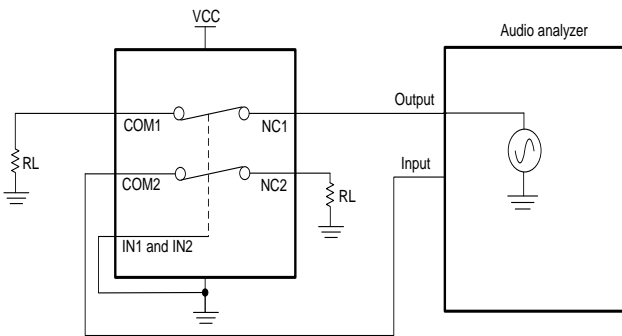 VCC
Audio analyzer
COM1
NC1
Output
RL
COM2
NC2
Input
RL
IN1 and IN2